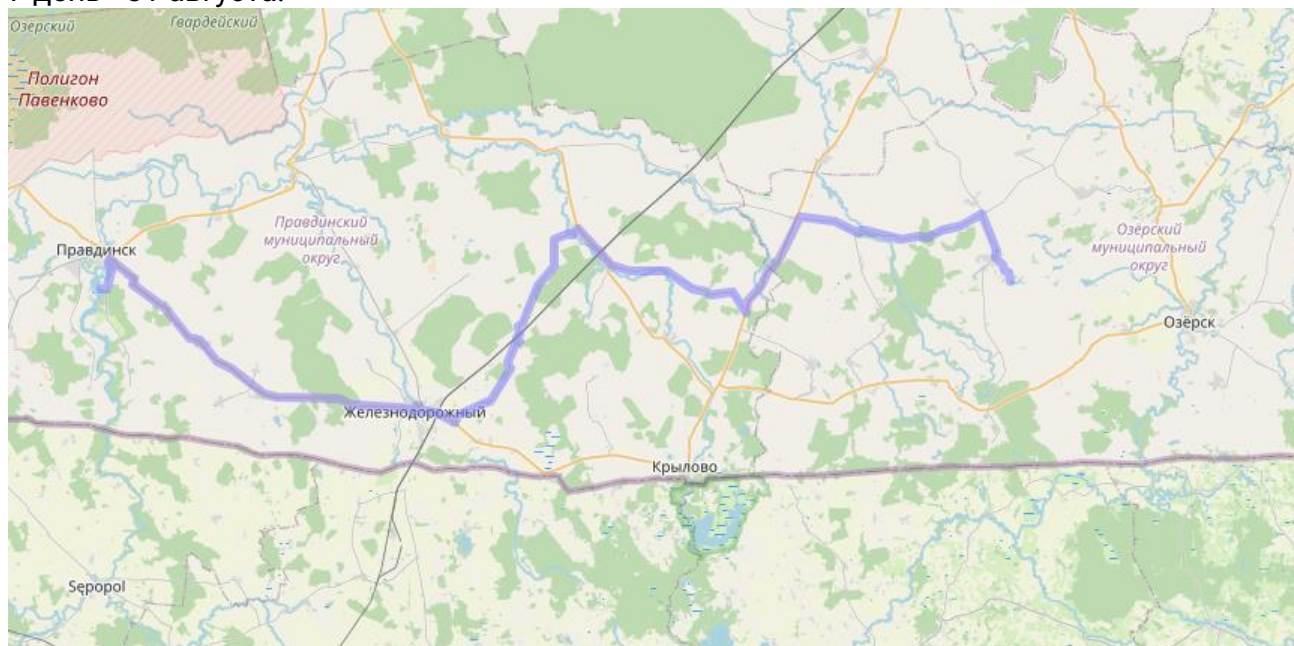 Озёрский
Гвардейский
Полигон
Павенково
Правдинский
муниципальный
округ
Правдинск
Озёрский
муниципальный
округ
Озёрск
Железнодорожный
Крылово
Sępopol